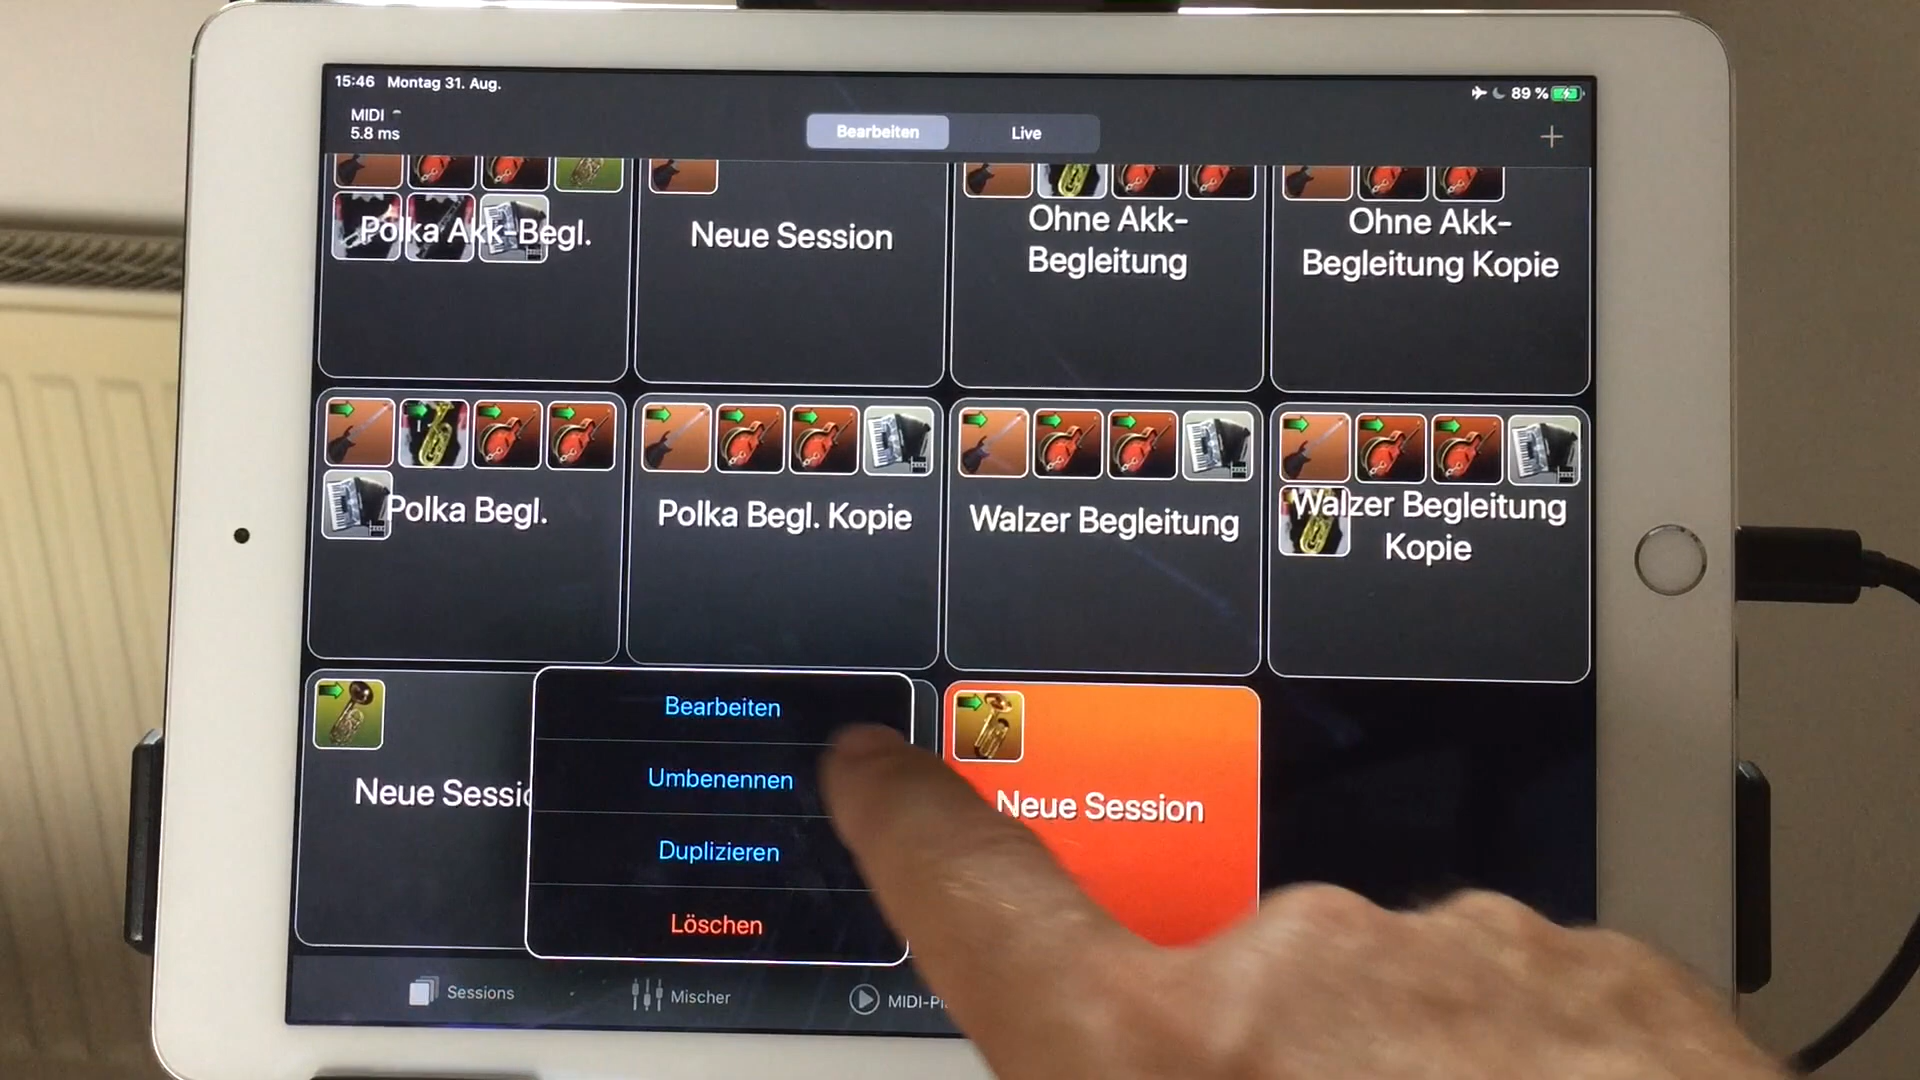 15:46 Montag 31. Aug.
89 %
MIDI
5.8 ms
Bearbeiten
Live
Polka Akk-Begl.
Neue Session
Ohne Akk-
Begleitung
Ohne Akk-
Begleitung Kopie
Polka Begl.
Polka Begl. Kopie
Walzer Begleitung
Walzer Begleitung
Kopie
Neue Sessio
Bearbeiten
Umbenennen
Duplizieren
Löschen
Neue Session
Sessions
Mischer
MIDI-Pl